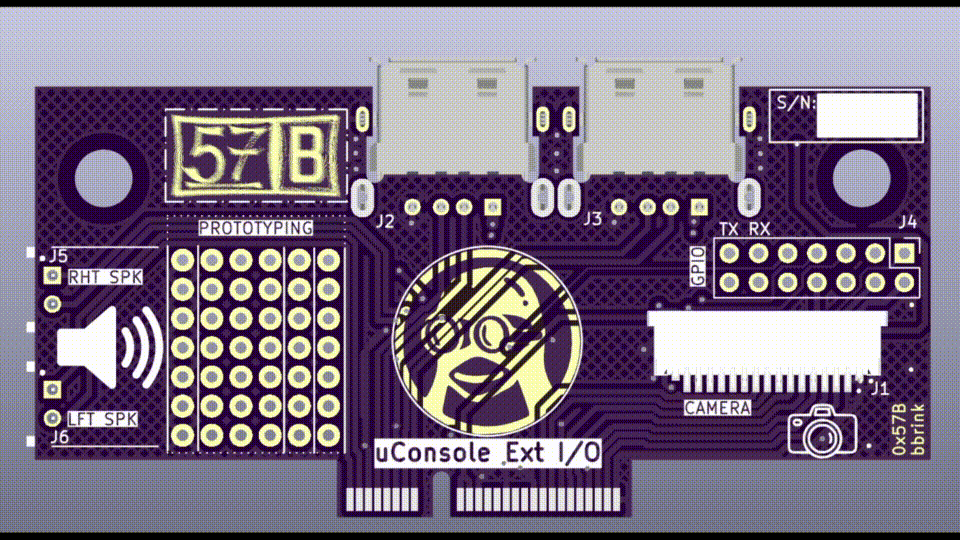 57B
S/N:
PROTOTYPING
J2
J3
TX RX
J4
GPIO
J5
RHT SPK
LFT SPK
J6
J1
CAMERA
uConsole Ext I/O
0x57B
bbrink